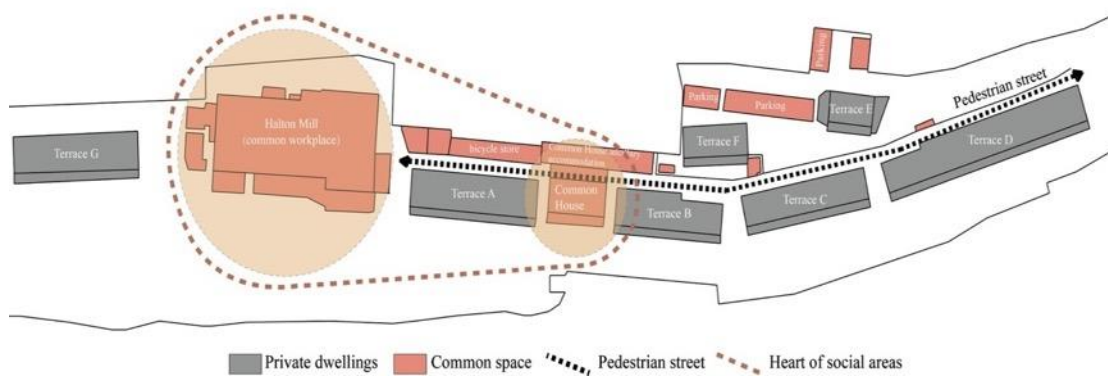 Parking
Pedestrian street
Parking
Parking
Terrace E
Halton Mill
(common workplace)
Terrace F
Terrace D
Terrace G
bicycle store
Common House
accommodation
Terrace A
Common
House
Terrace B
Terrace C
Private dwellings
Common space
Pedestrian street
Heart of social areas